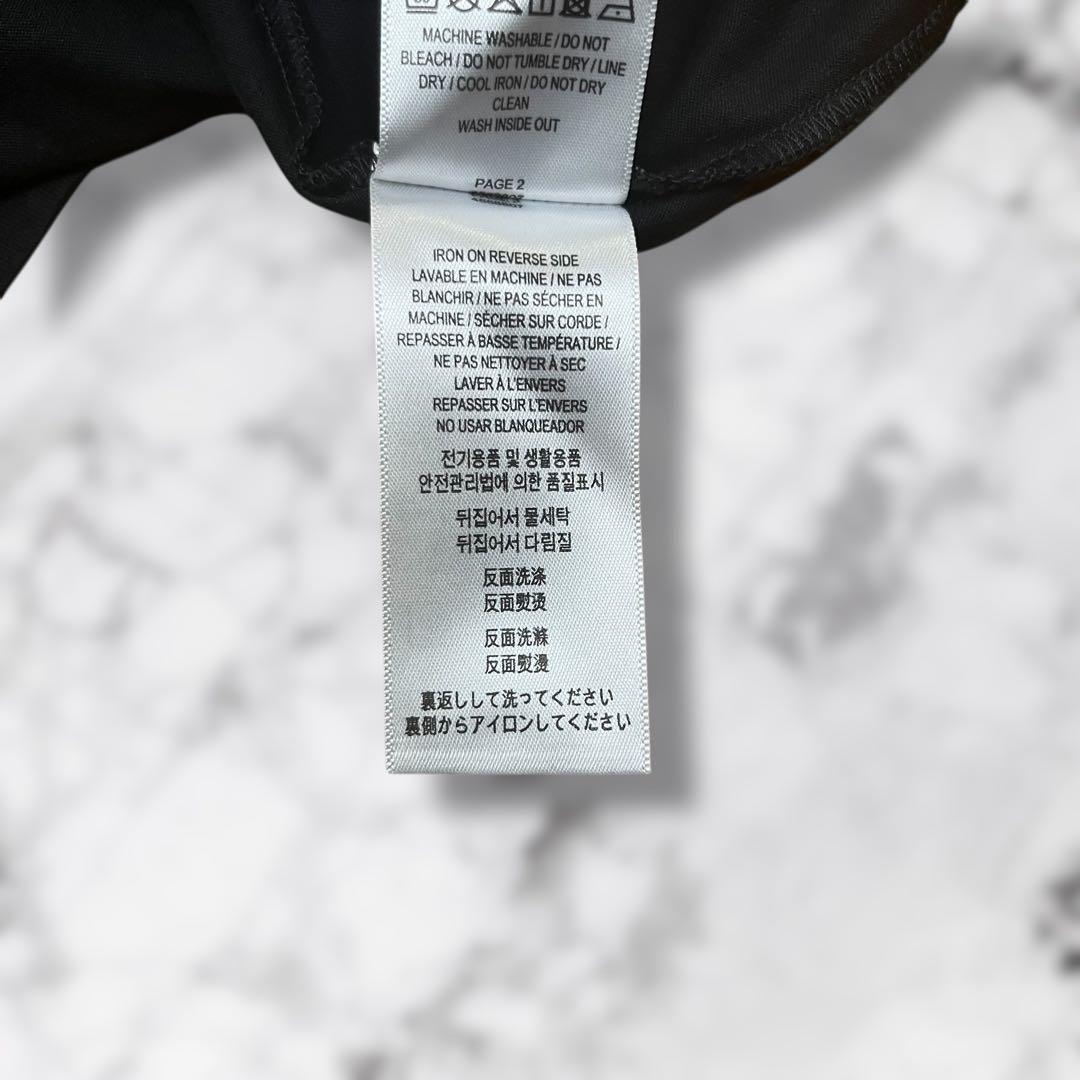 MACHINE WASHABLE / DO NOT
BLEACH / DO NOT TUMBLE DRY / LINE
DRY / COOL IRON / DO NOT DRY
CLEAN
WASH INSIDE OUT
PAGE 2
IRON ON REVERSE SIDE
LAVABLE EN MACHINE / NE PAS
BLANCHIR / NE PAS SÉCHER EN
MACHINE / SÉCHER SUR CORDE /
REPASSER À BASSE TEMPÉRATURE /
NE PAS NETTOYER À SEC
LAVER À L'ENVERS
REPASSER SUR L'ENVERS
NO USAR BLANQUEADOR
전기용품 및 생활용품
안전관리법에 의한 품질표시
뒤집어서 물세탁
뒤집어서 다림질
反面洗涤
反面熨烫
反面洗滌
反面熨燙
裏返しして洗ってください
裏側からアイロンしてください